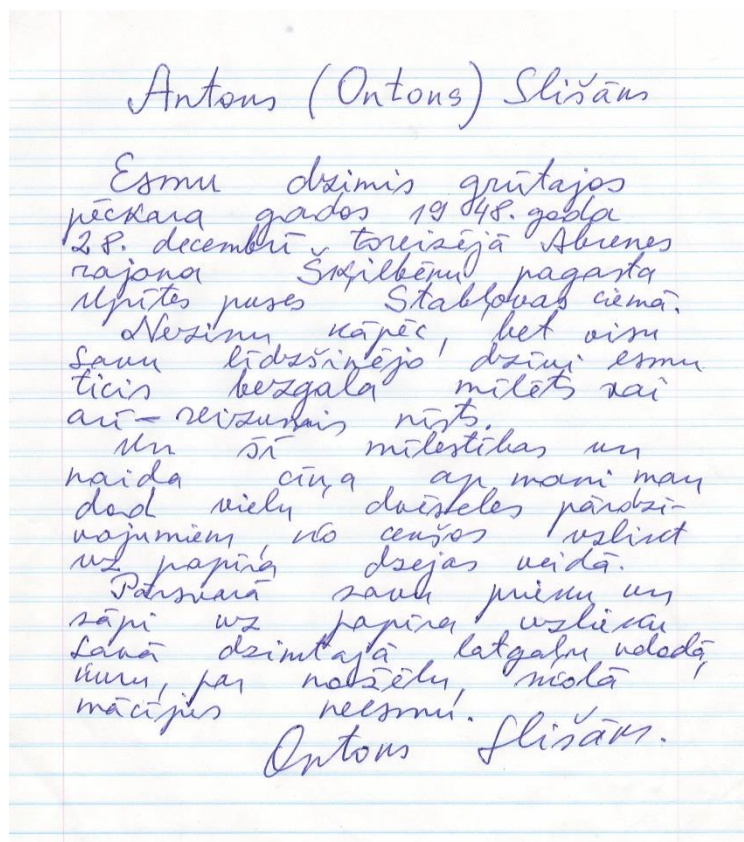 Antons (Ontons) Slišāns
Esmu dzimis grūtajos
pēckara gados 1948. gada
28. decembrī toreizējā Abrenes
rajona Šķilbēnu pagasta
Upītes puses Stabļovas ciemā.
Nezinu kāpēc, bet visu
savu līdzšinējo dzīvi esmu
ticis bezgala mīlēts vai
arī – reizumis nīsts.
Un šī mīlestības un
naida cīņa ap mani man
dod vielu dvēseles pārdzī-
vojumiem, ko cenšos uzliet
uz papīra dzejas veidā.
Pārsvarā savu prieku un
sāpi uz papīra uzlieku
savā dzimtajā latgaļu valodā,
kuru, par nožēlu, skolā
mācījies neesmu.
Ontons Slišāns.